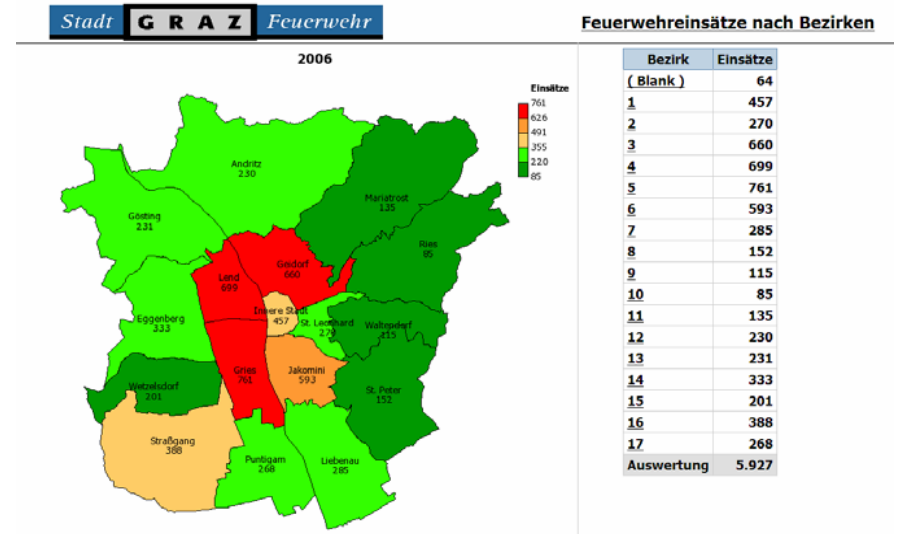 Stadt GRAZ Feuerwehr
Feuerwehreinsätze nach Bezirken
2006
Einsätze
761
626
491
355
220
85
Andritz
230
Mariatrost
135
Gösting
231
Ries
85
Gisdorf
660
Lend
699
Innere Stadt
457
St. Leonhard
270
Waltendorf
115
Eggenberg
333
Gries
761
Jakomini
593
Wetzelsdorf
201
St. Peter
152
Straßgang
388
Puntigam
268
Liebenau
285
Bezirk Einsätze
( Blank ) 64
1 457
2 270
3 660
4 699
5 761
6 593
7 285
8 152
9 115
10 85
11 135
12 230
13 231
14 333
15 201
16 388
17 268
Auswertung 5.927